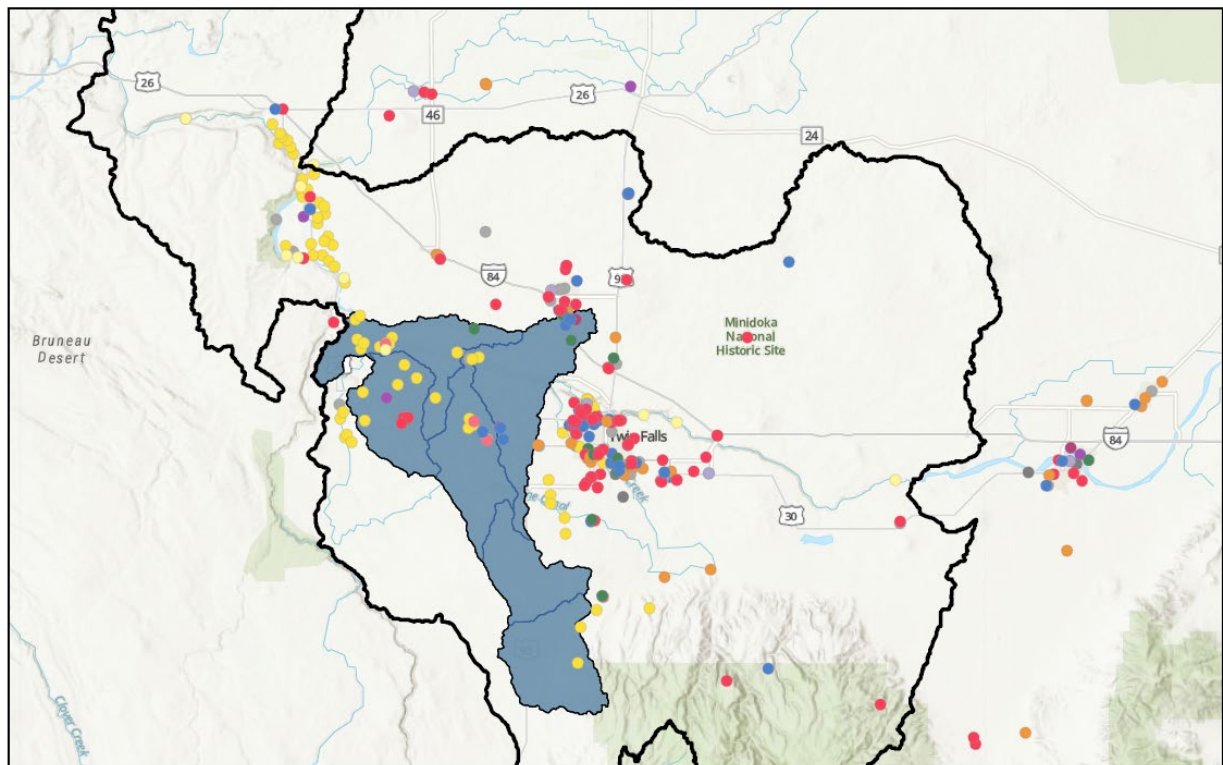 26
26
46
24
84
Minidoka
National
Historic Site
Bruneau
Desert
Twin Falls
84
30
93
Clover
Creek